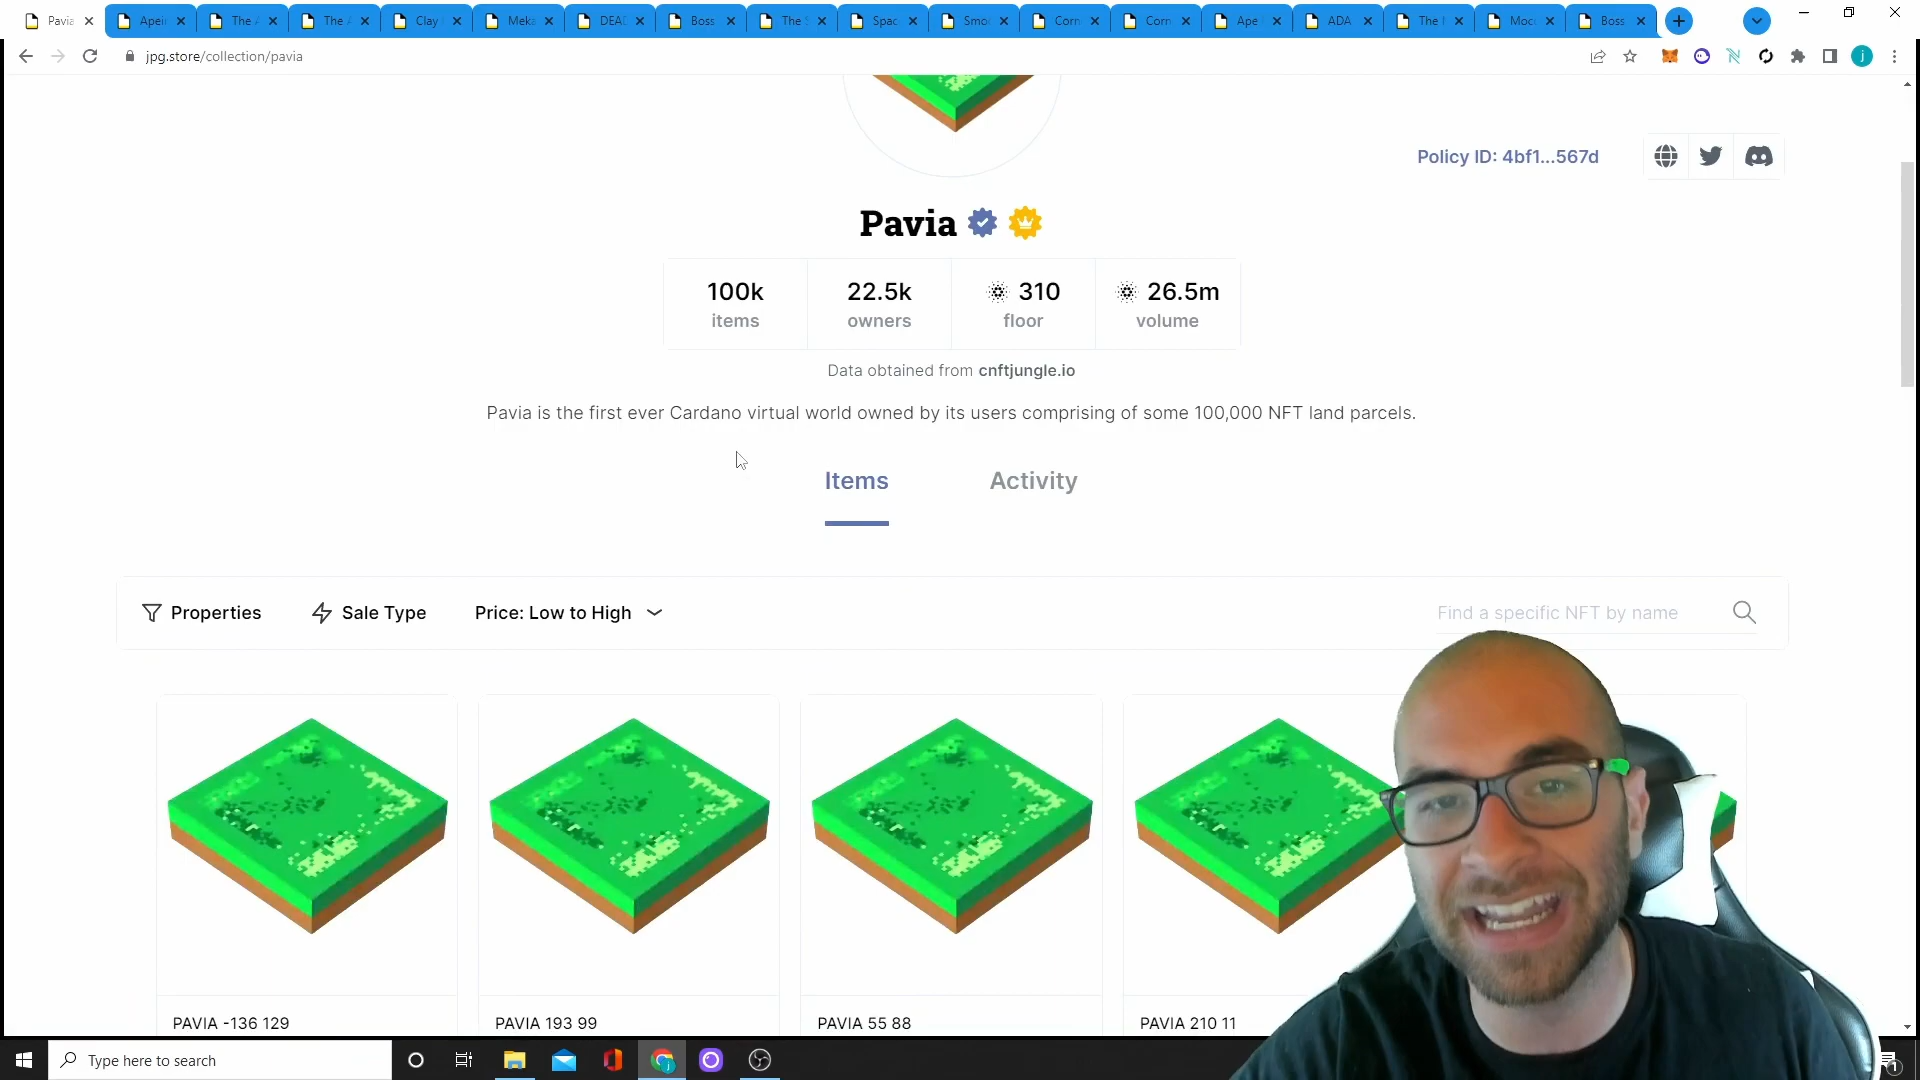 Pavia
Apein
The A
The A
Clay
Meka
DEAD
Boss
The S
Spac
Smo
Corn
Corn
Ape
ADA
The
Moc
Boss
jpg.store/collection/pavia
j
Policy ID: 4bf1...567d
Pavia
100k
items
22.5k
owners
310
floor
26.5m
volume
Data obtained from cnftjungle.io
Pavia is the first ever Cardano virtual world owned by its users comprising of some 100,000 NFT land parcels.
Items
Activity
Properties
Sale Type
Price: Low to High
Find a specific NFT by name
PAVIA -136 129
PAVIA 193 99
PAVIA 55 88
PAVIA 210 11
Type here to search
1